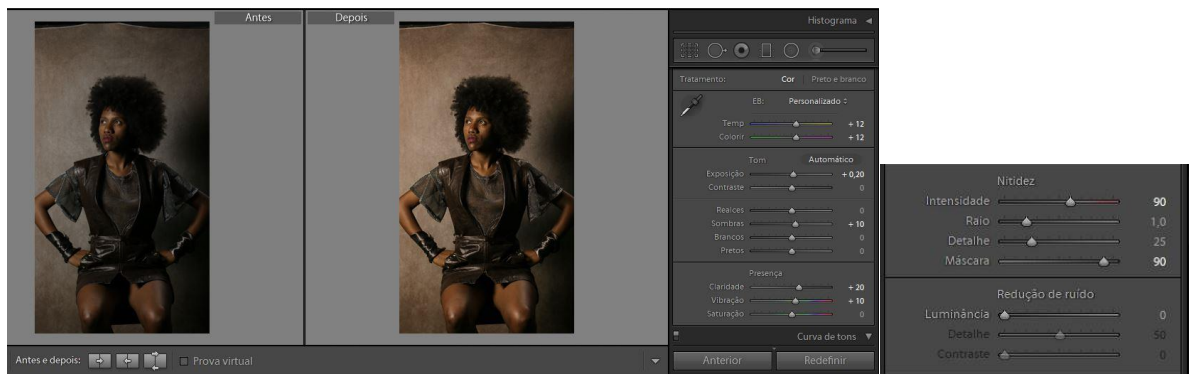 Antes
Depois
Histograma
Tratamento: Cor Preto e branco
EB: Personalizado
Temp + 12
Colorir + 12
Tom Automático
Exposição + 0,20
Contraste 0
Realces 0
Sombras + 10
Brancos 0
Pretos 0
Presença
Claridade + 20
Vibração + 10
Saturação 0
Curva de tons
Antes e depois: Prova virtual
Anterior Redefinir
Nitidez
Intensidade 90
Raio 1,0
Detalhe 25
Máscara 90
Redução de ruído
Luminância 0
Detalhe 50
Contraste 0